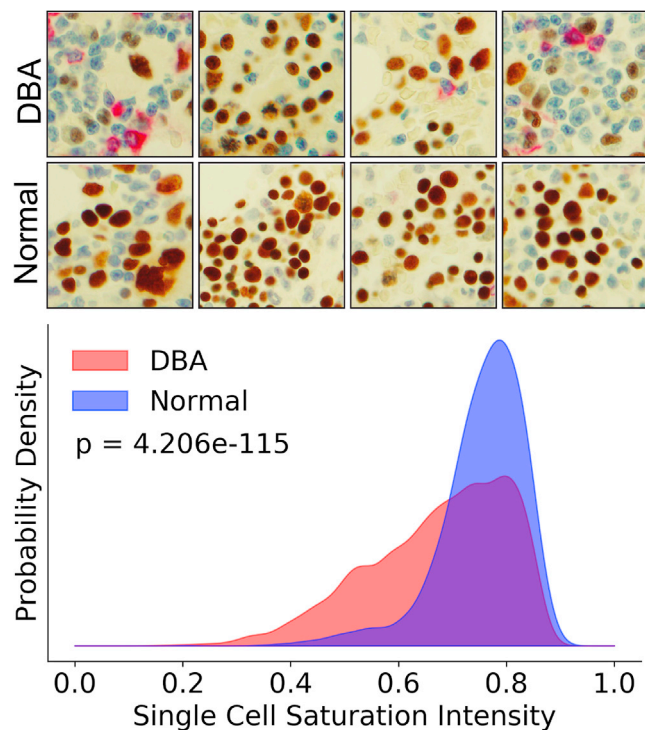 DBA
Normal
DBA
Normal
p = 4.206e-115
Probability Density
0.0 0.2 0.4 0.6 0.8 1.0
Single Cell Saturation Intensity